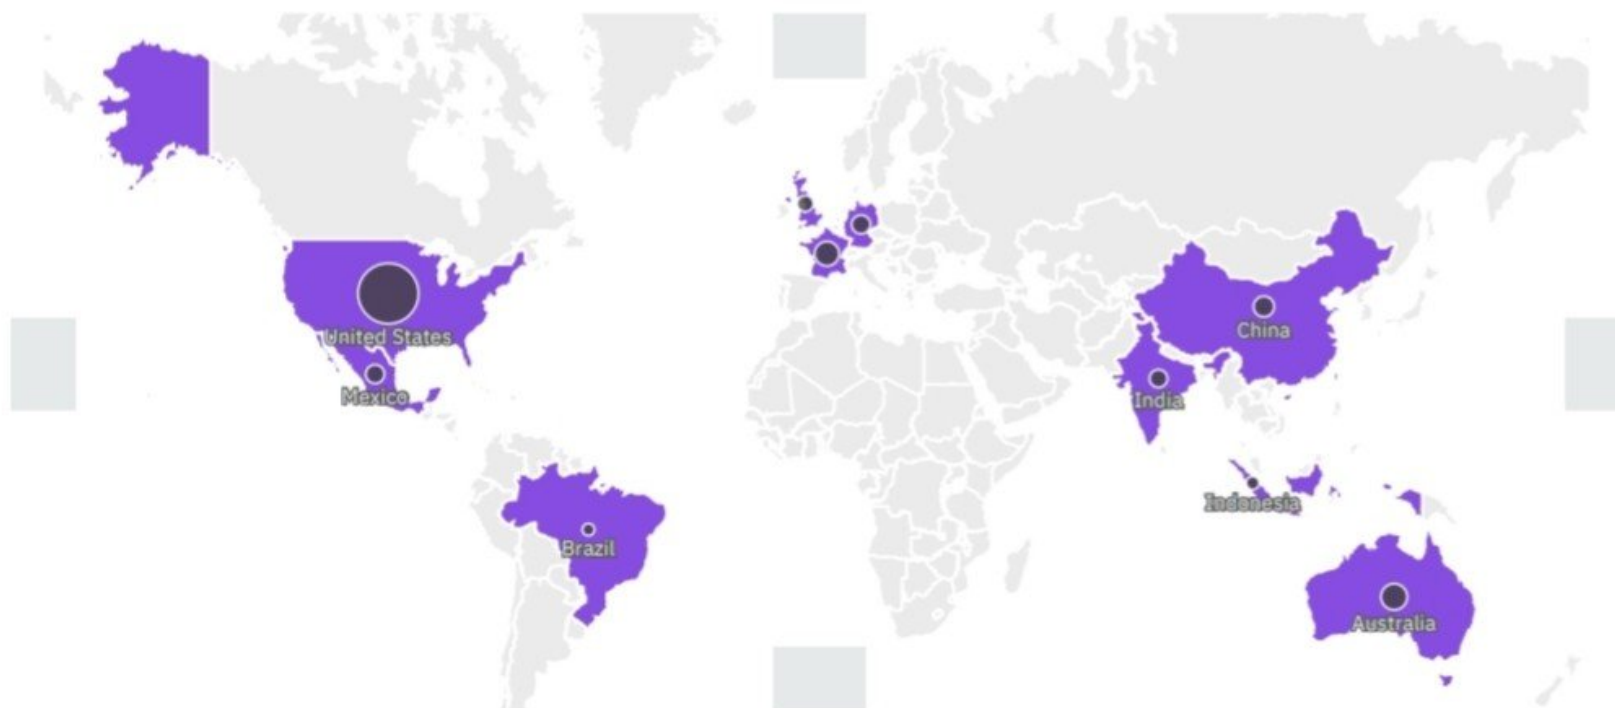 United States
Mexico
Brazil
China
India
Indonesia
Australia